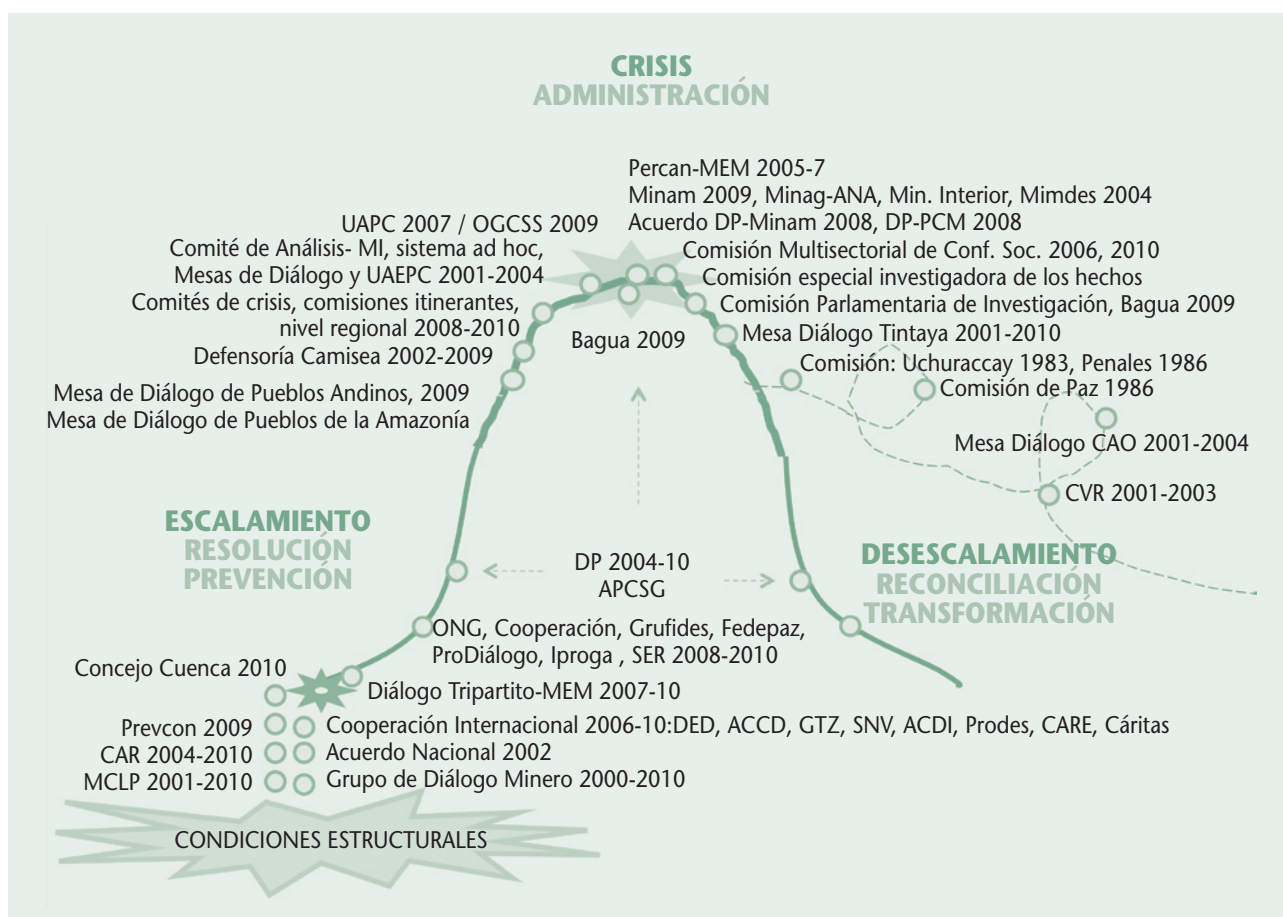 CRISIS
ADMINISTRACIÓN
Percan-MEM 2005-7
Minam 2009, Minag-ANA, Min. Interior, Mimdes 2004
Acuerdo DP-Minam 2008, DP-PCM 2008
Comisión Multisectorial de Conf. Soc. 2006, 2010
Comisión especial investigadora de los hechos
Comisión Parlamentaria de Investigación, Bagua 2009
Mesa Diálogo Tintaya 2001-2010
Comisión: Uchuraccay 1983, Penales 1986
Comisión de Paz 1986
Mesa Diálogo CAO 2001-2004
CVR 2001-2003
UAPC 2007 / OGCSS 2009
Comité de Análisis- MI, sistema ad hoc,
Mesas de Diálogo y UAEPC 2001-2004
Comités de crisis, comisiones itinerantes,
nivel regional 2008-2010
Defensoría Camisea 2002-2009
Mesa de Diálogo de Pueblos Andinos, 2009
Mesa de Diálogo de Pueblos de la Amazonía
Bagua 2009
ESCALAMIENTO
RESOLUCIÓN
PREVENCIÓN
DP 2004-10
APCSG
DESESCALAMIENTO
RECONCILIACIÓN
TRANSFORMACIÓN
ONG, Cooperación, Grufides, Fedepaz,
ProDiálogo, Iproga , SER 2008-2010
Concejo Cuenca 2010
Diálogo Tripartito-MEM 2007-10
Prevcon 2009
Cooperación Internacional 2006-10:DED, ACCD, GTZ, SNV, ACDI, Prodes, CARE, Cáritas
CAR 2004-2010
Acuerdo Nacional 2002
MCLP 2001-2010
Grupo de Diálogo Minero 2000-2010
CONDICIONES ESTRUCTURALES